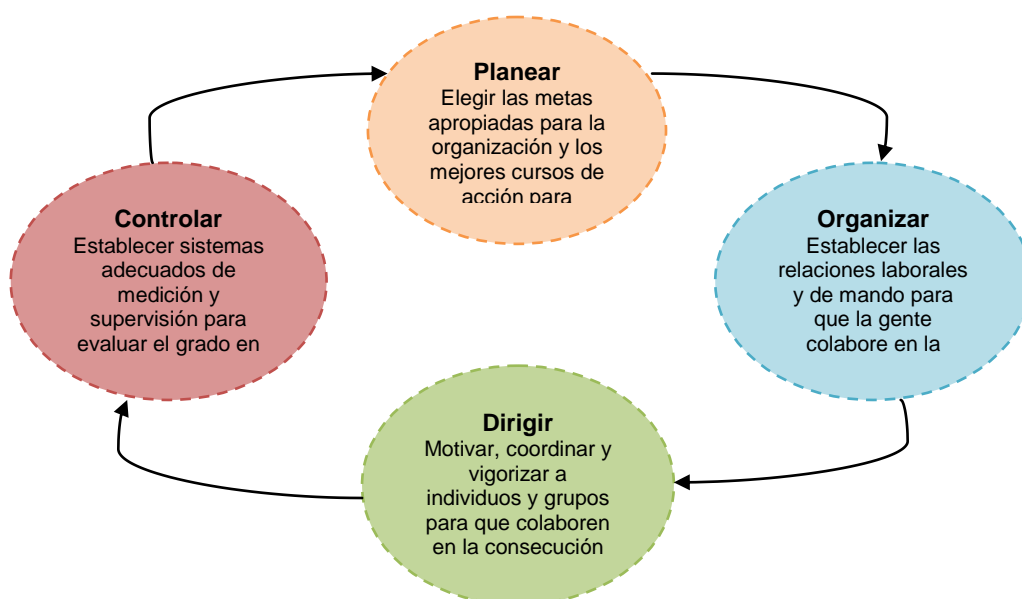 Planear
Elegir las metas
apropiadas para la
organización y los
mejores cursos de
acción para
Organizar
Establecer las
relaciones laborales
y de mando para
que la gente
colabore en la
Dirigir
Motivar, coordinar y
vigorizar a
individuos y grupos
para que colaboren
en la consecución
Controlar
Establecer sistemas
adecuados de
medición y
supervisión para
evaluar el grado en